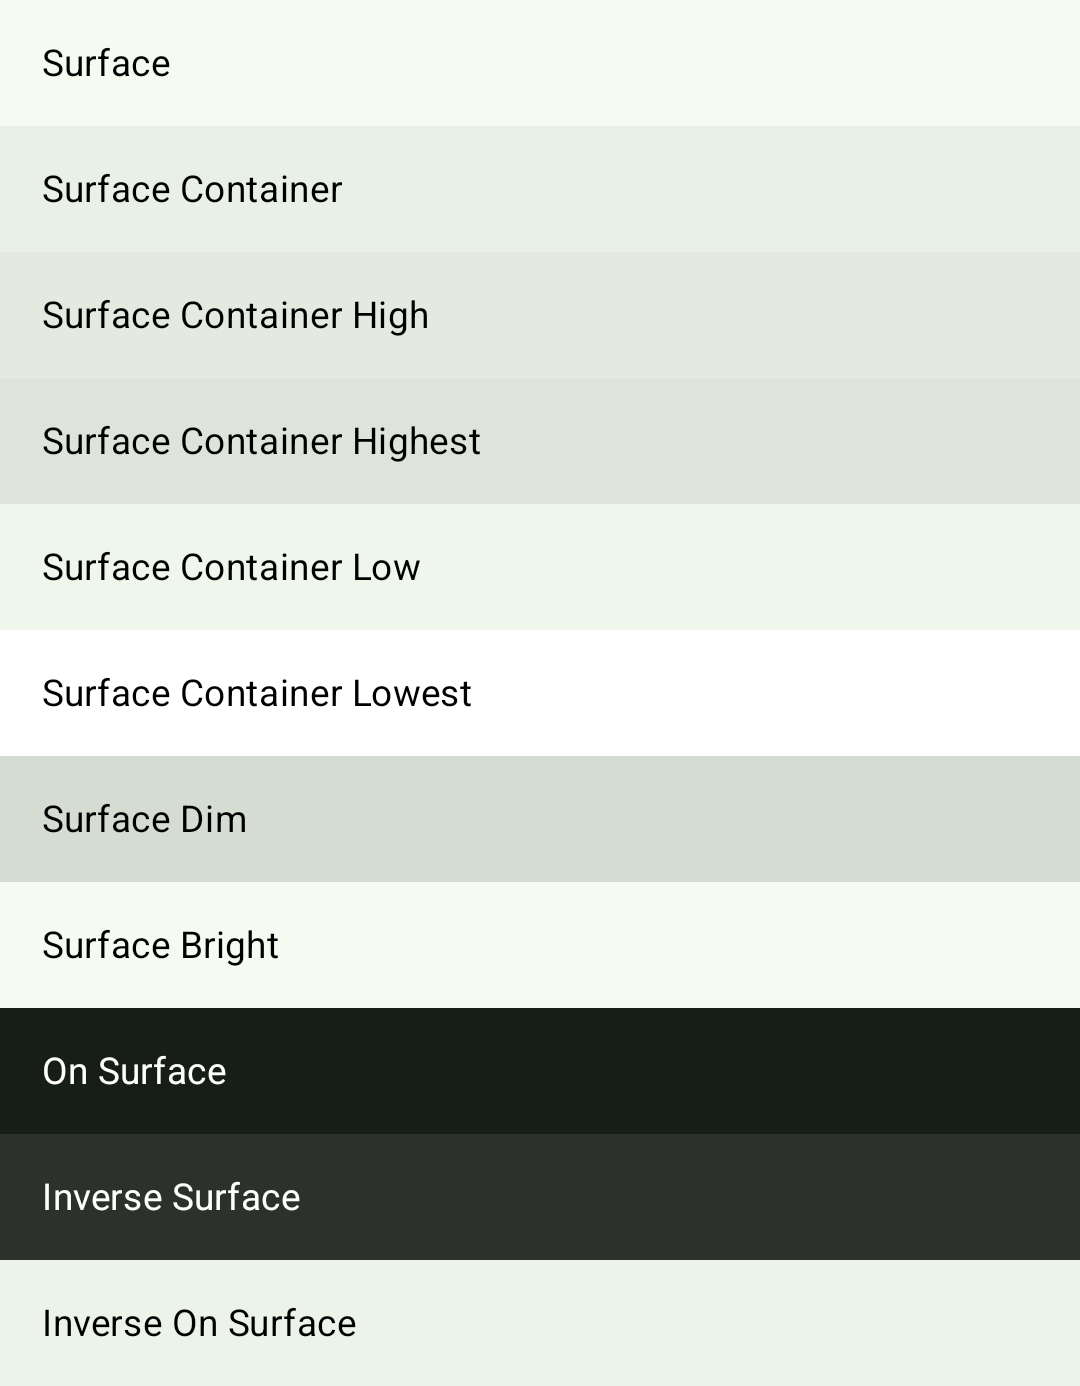 Surface
Surface Container
Surface Container High
Surface Container Highest
Surface Container Low
Surface Container Lowest
Surface Dim
Surface Bright
On Surface
Inverse Surface
Inverse On Surface